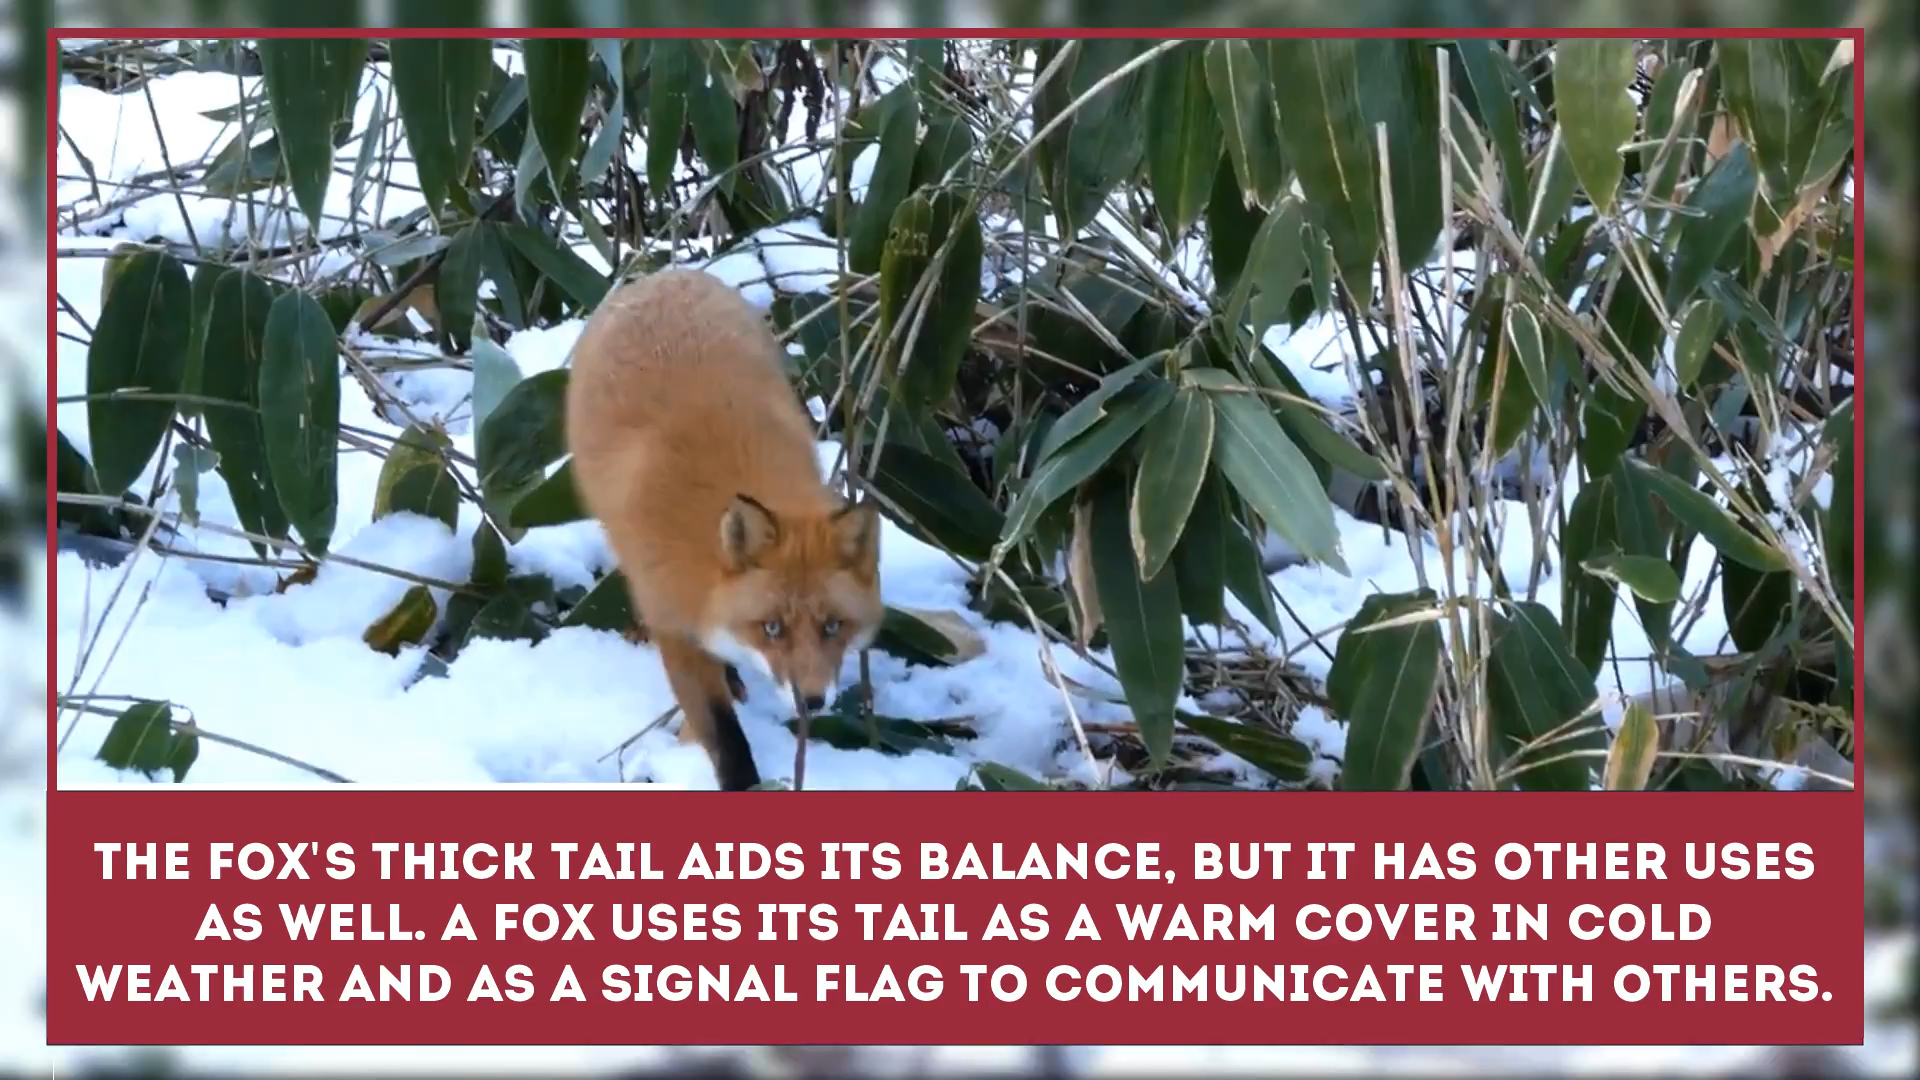 THE FOX'S THICK TAIL AIDS ITS BALANCE, BUT IT HAS OTHER USES
AS WELL. A FOX USES ITS TAIL AS A WARM COVER IN COLD
WEATHER AND AS A SIGNAL FLAG TO COMMUNICATE WITH OTHERS.